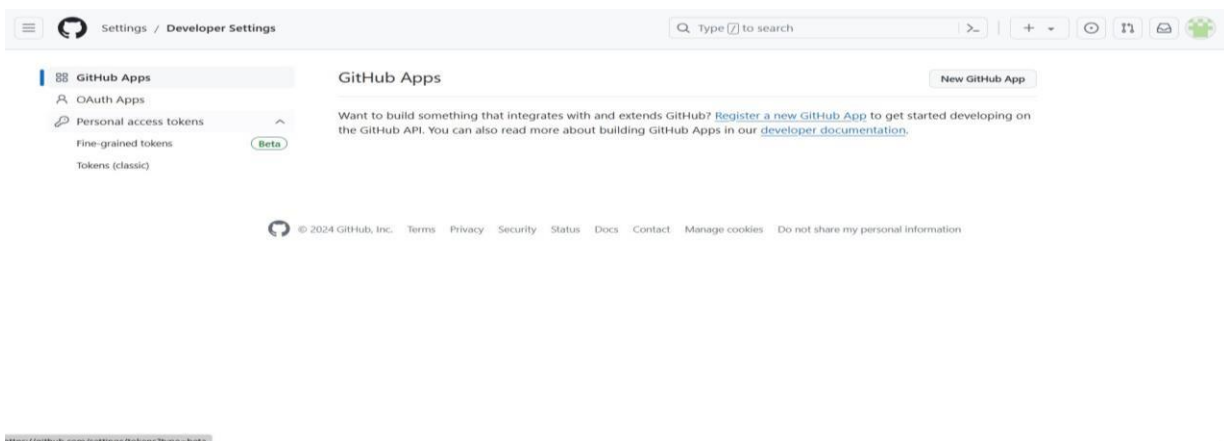 Settings / Developer Settings
Type / to search
GitHub Apps
OAuth Apps
Personal access tokens
Fine-grained tokens Beta
Tokens (classic)
GitHub Apps
New GitHub App
Want to build something that integrates with and extends GitHub? Register a new GitHub App to get started developing on
the GitHub API. You can also read more about building GitHub Apps in our developer documentation.
© 2024 GitHub, Inc. Terms Privacy Security Status Docs Contact Manage cookies Do not share my personal information